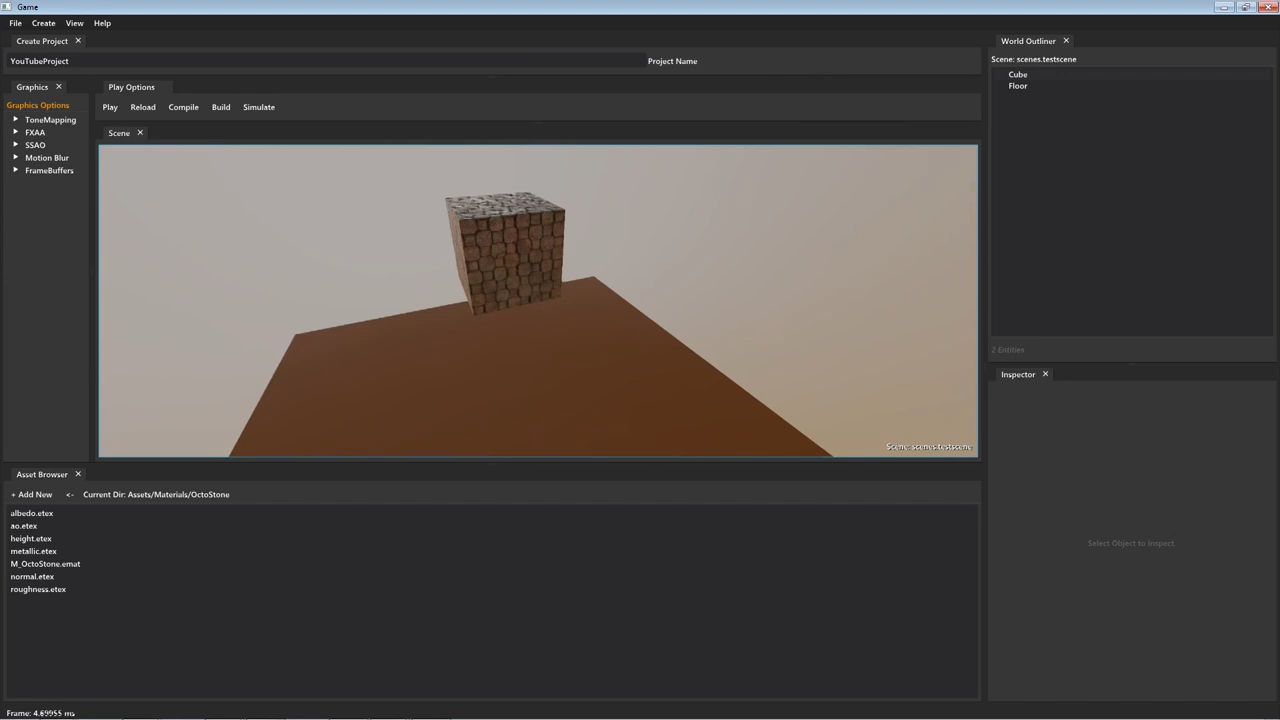 Game
File Create View Help
Create Project
YouTubeProject
Project Name
Graphics
Graphics Options
ToneMapping
FXAA
SSAO
Motion Blur
FrameBuffers
Play Options
Play Reload Compile Build Simulate
Scene
Scene: scenes.testscene
World Outliner
Scene: scenes.testscene
Cube
Floor
2 Entities
Inspector
Select Object to Inspect.
Asset Browser
+ Add New <- Current Dir: Assets/Materials/OctoStone
albedo.etex
ao.etex
height.etex
metallic.etex
M_OctoStone.emat
normal.etex
roughness.etex
Frame: 4.69955 ms